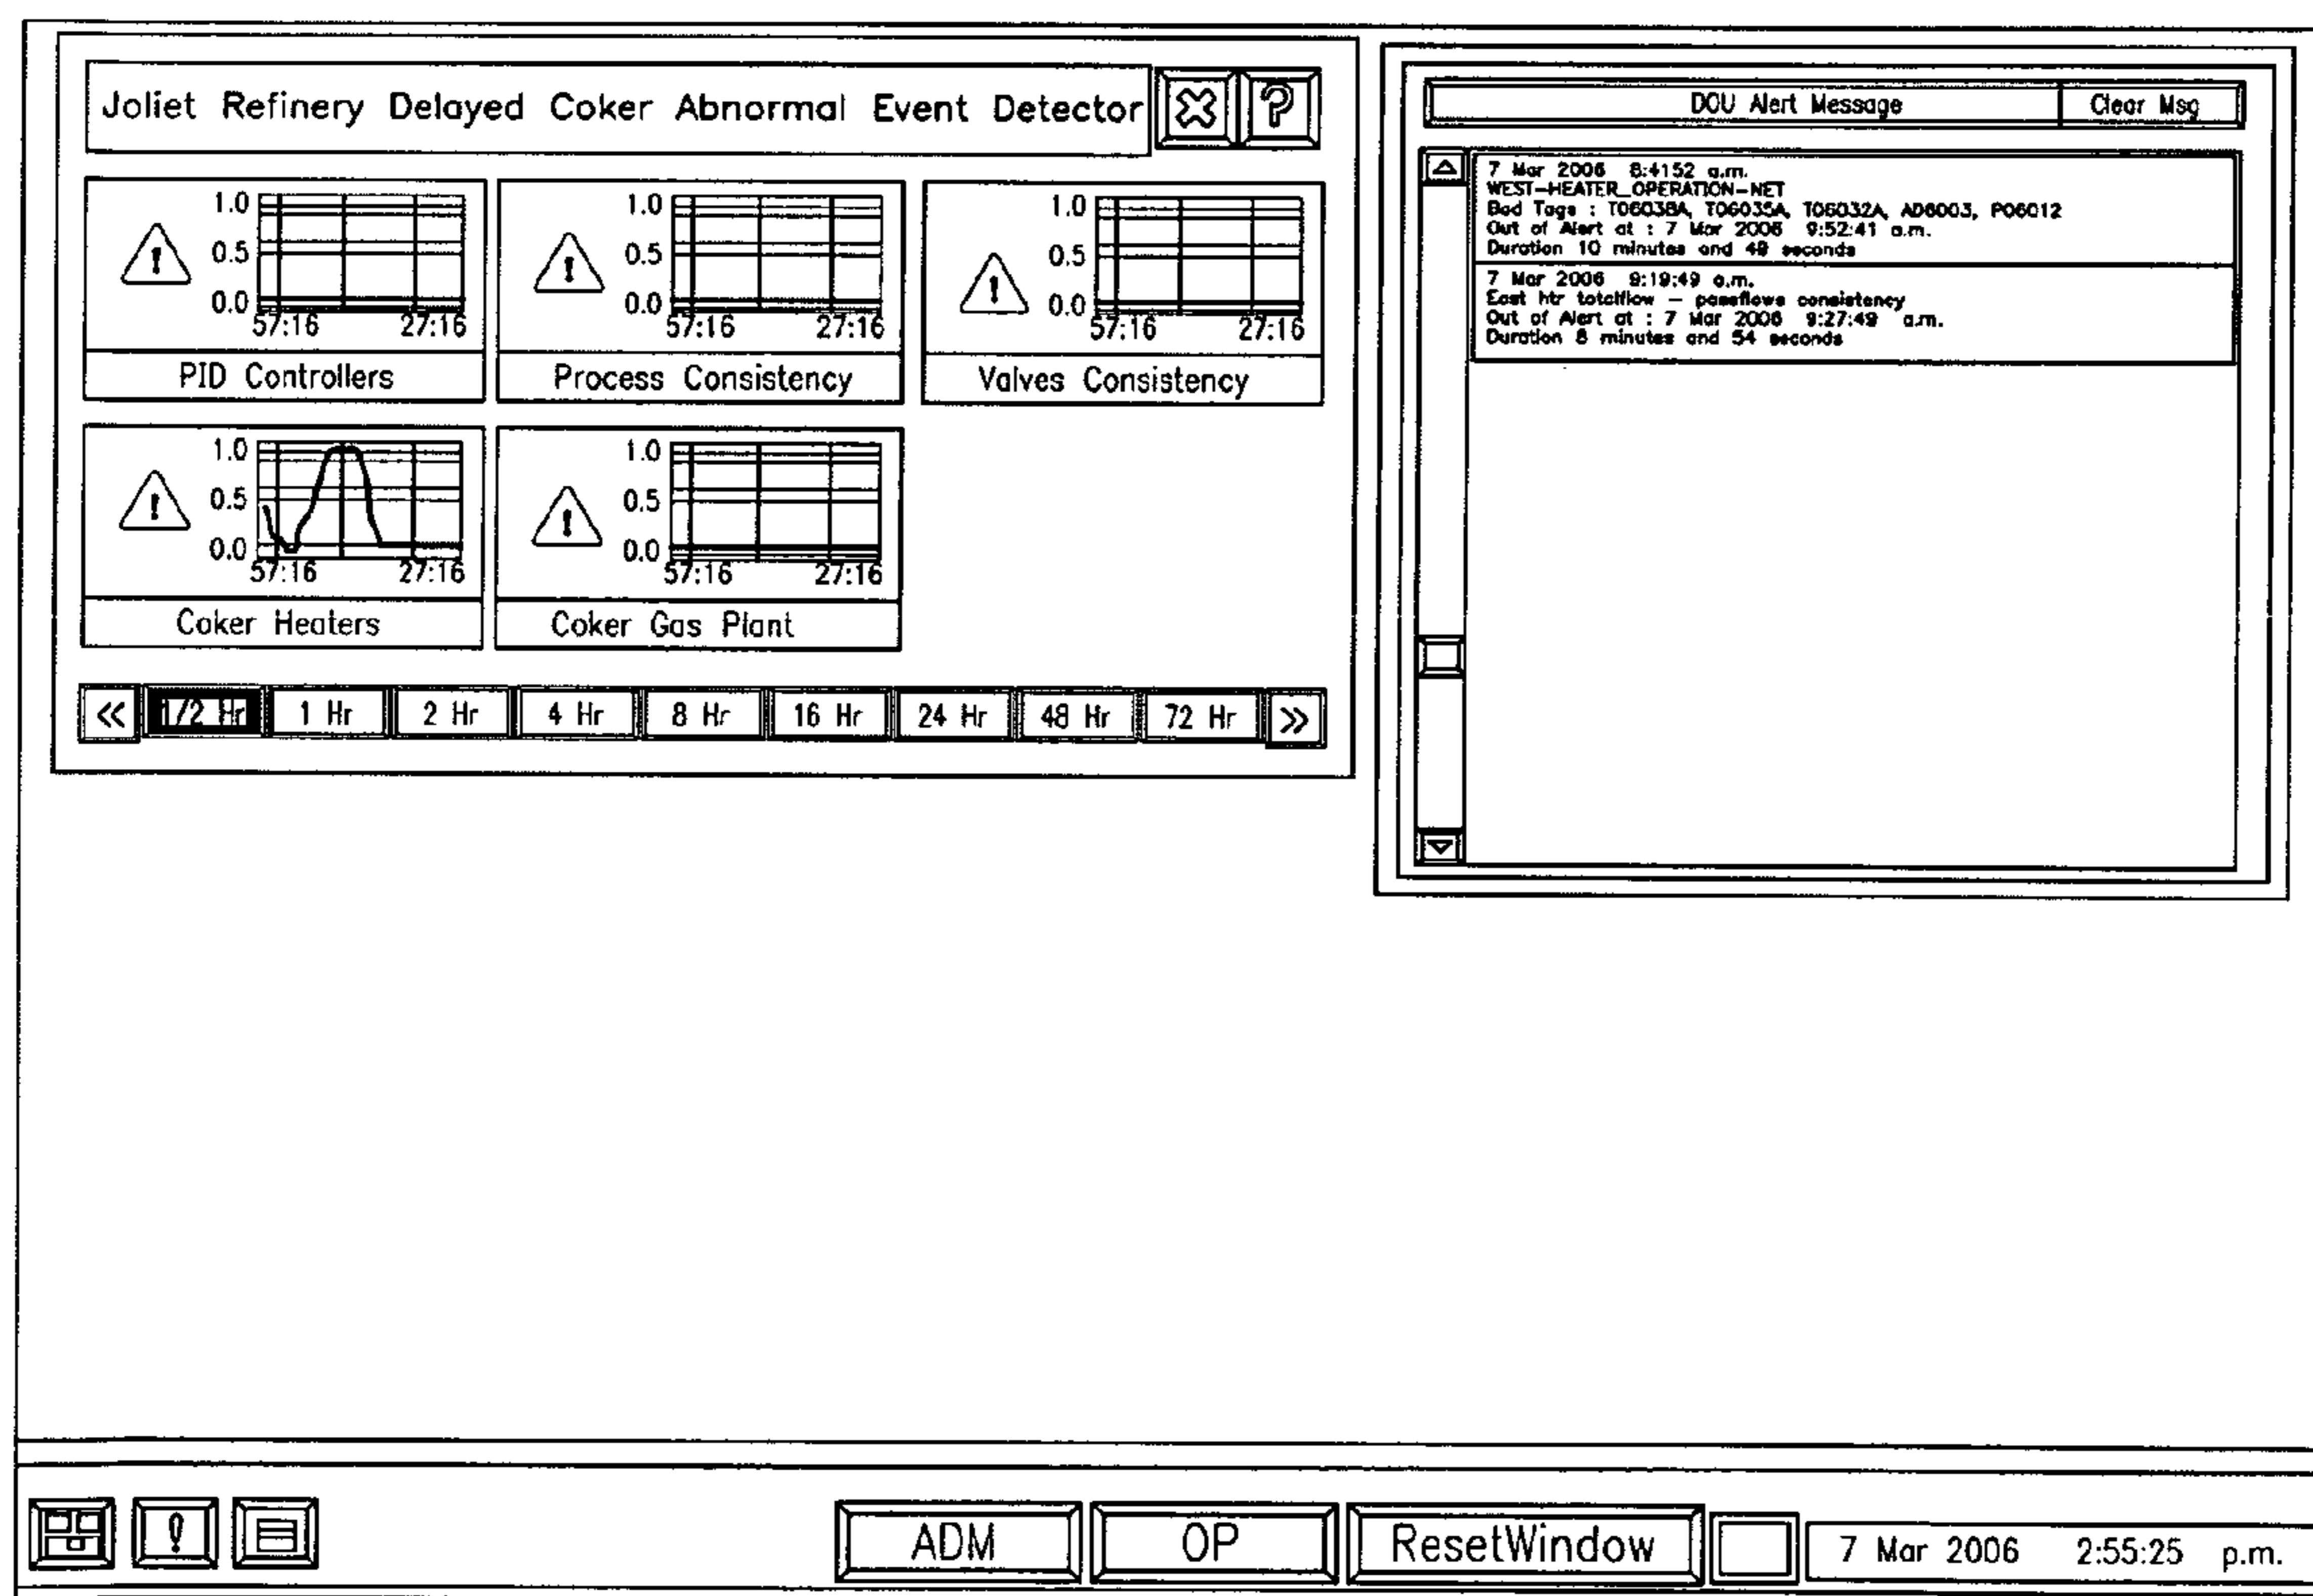 Joliet Refinery Delayed Coker Abnormal Event Detector
1.0
0.5
0.0
57:16 27:16
PID Controllers
1.0
0.5
0.0
57:16 27:16
Process Consistency
1.0
0.5
0.0
57:16 27:16
Valves Consistency
1.0
0.5
0.0
57:16 27:16
Coker Heaters
1.0
0.5
0.0
57:16 27:16
Coker Gas Plant
<< 1/2 Hr 1 Hr 2 Hr 4 Hr 8 Hr 16 Hr 24 Hr 48 Hr 72 Hr >>
DCU Alert Message Clear Msg
7 Mar 2006 8:4152 a.m.
WEST-HEATER_OPERATION-NET
Bad Tags : T06038A, T06035A, T06032A, AD6003, P06012
Out of Alert at : 7 Mar 2006 9:52:41 a.m.
Duration 10 minutes and 49 seconds
7 Mar 2006 9:19:49 a.m.
East htr totalflow - passflows consistency
Out of Alert at : 7 Mar 2006 9:27:49 a.m.
Duration 8 minutes and 54 seconds
ADM OP ResetWindow 7 Mar 2006 2:55:25 p.m.